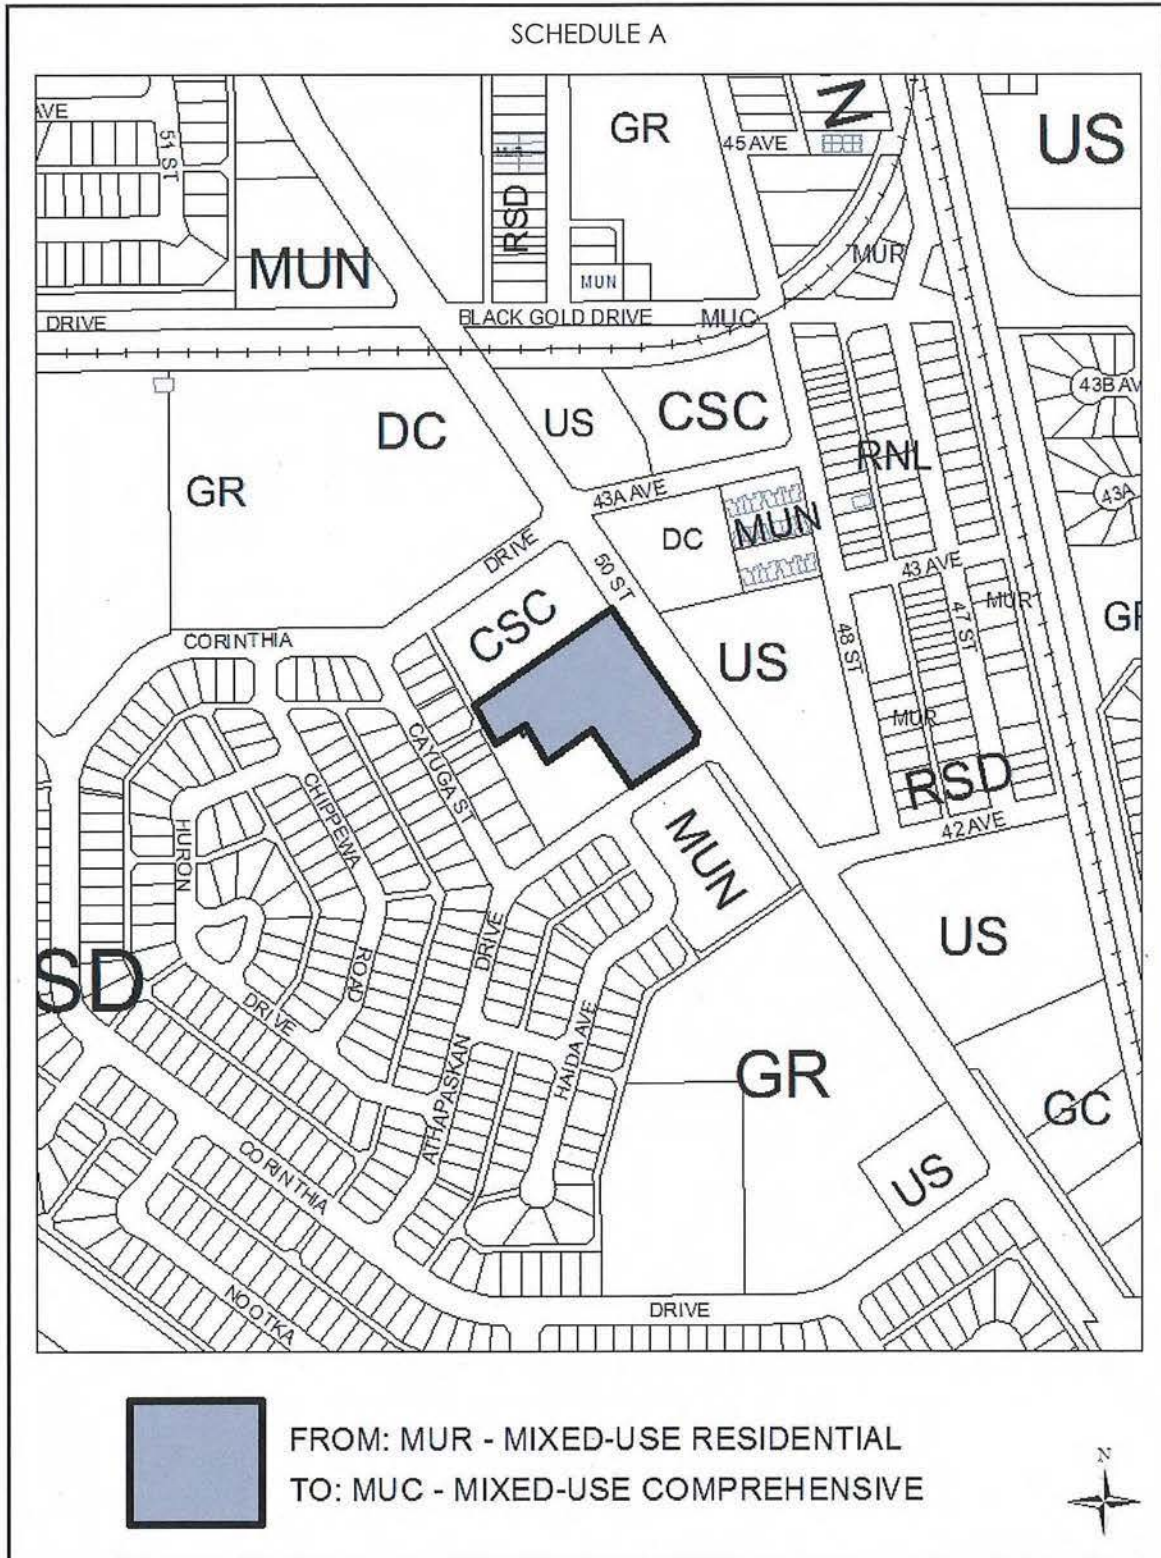 SCHEDULE A
AVE
51 ST
GR
45 AVE
N
US
RSD
MUN
MUN
MUR
DRIVE
BLACK GOLD DRIVE
MUC
43B AV
DC
US
CSC
GR
RNL
43A
43A AVE
DC
MUN
DRIVE
50 ST
43 AVE
MUR
CSC
47 ST
48 ST
CORINTHIA
US
MUR
CAYUGA ST
CHIPPEWA
RSD
HURON
42 AVE
MUN
DRIVE
US
SD
ROAD
DRIVE
HAIDA AVE
GR
ATHAPASKAN
GC
CORINTHIA
US
NOOTKA
DRIVE
FROM: MUR - MIXED-USE RESIDENTIAL
TO: MUC - MIXED-USE COMPREHENSIVE
N